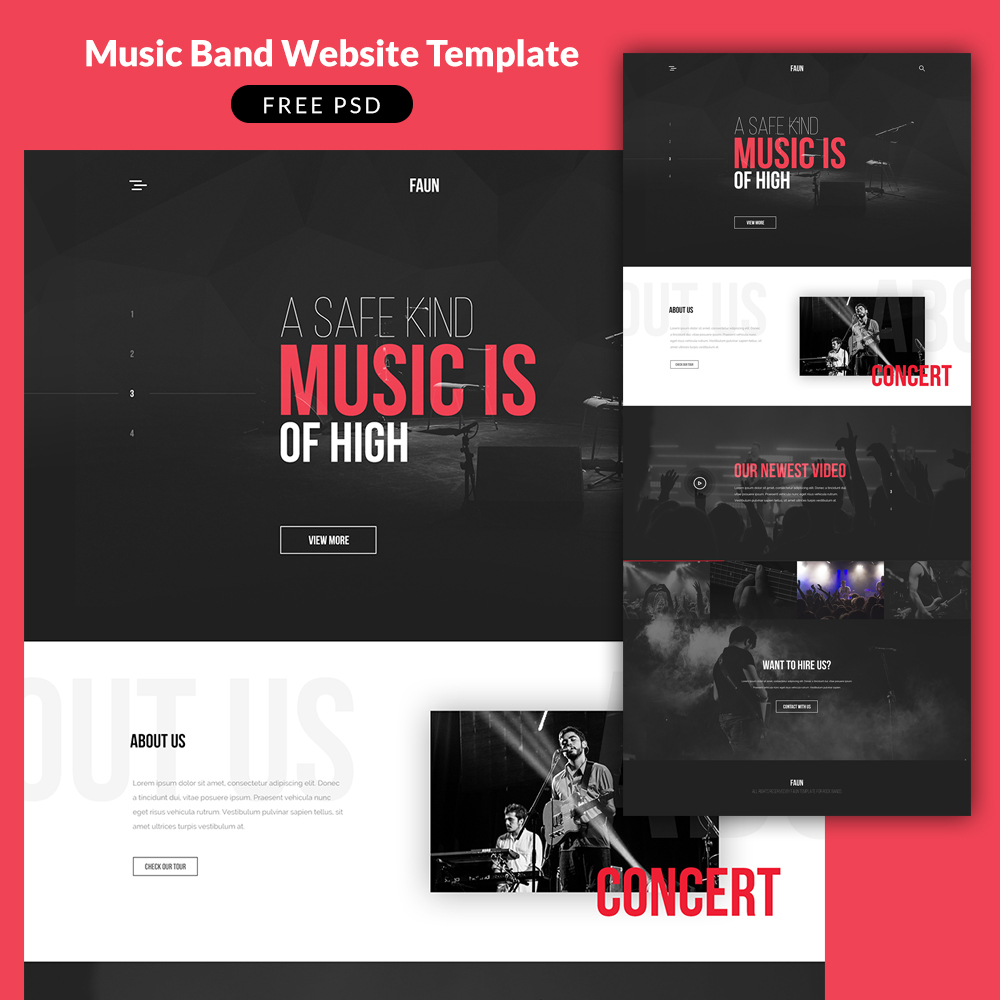 Music Band Website Template
FREE PSD
FAUN
1
2
3
4
A SAFE KIND
MUSIC IS
OF HIGH
VIEW MORE
OUT US
ABOUT US
Lorem ipsum dolor sit amet, consectetur adipiscing elit. Donec
a tincidunt dui, vitae posuere ipsum. Praesent vehicula nunc,
eget risus vehicula rutrum. Vestibulum pulvinar sapien tellus, sit
amet ultrices turpis vestibulum at.
CHECK OUR TOUR
CONCERT
FAUN
A SAFE KIND
MUSIC IS
OF HIGH
VIEW MORE
OUT US
ABO
ABOUT US
CHECK OUR TOUR
CONCERT
OUR NEWEST VIDEO
WANT TO HIRE US?
CONTACT WITH US
FAUN